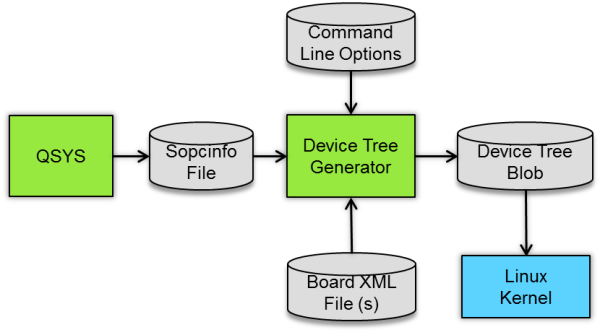 Command
Line Options
QSYS
Sopcinfo
File
Device Tree
Generator
Device Tree
Blob
Board XML
File (s)
Linux
Kernel